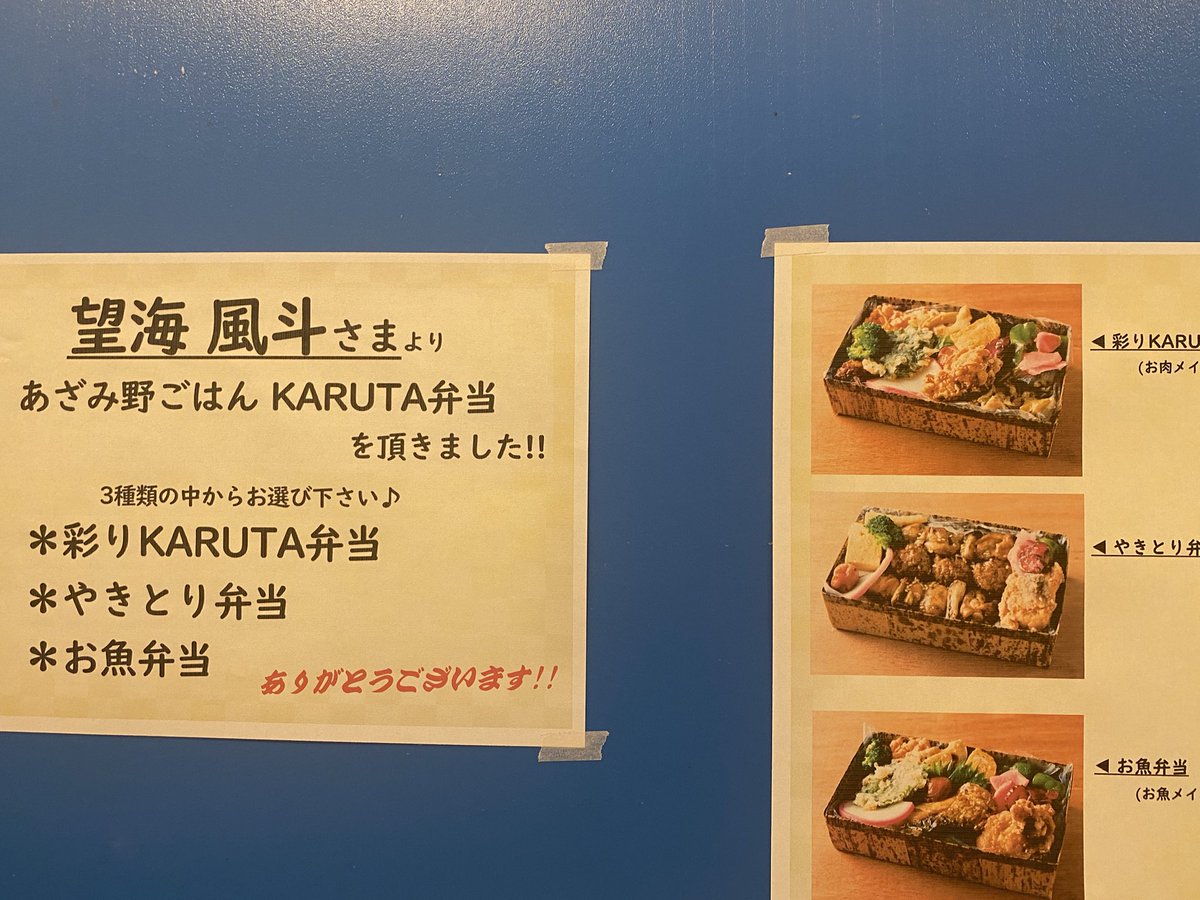 望海 風斗さまより
あざみ野ごはん KARUTA弁当
を頂きました!!
3種類の中からお選び下さい♪
＊彩りKARUTA弁当
＊やきとり弁当
＊お魚弁当
ありがとうございます!!
◀彩りKARU
(お肉メイ
◀やきとり弁
◀お魚弁当
(お魚メイ